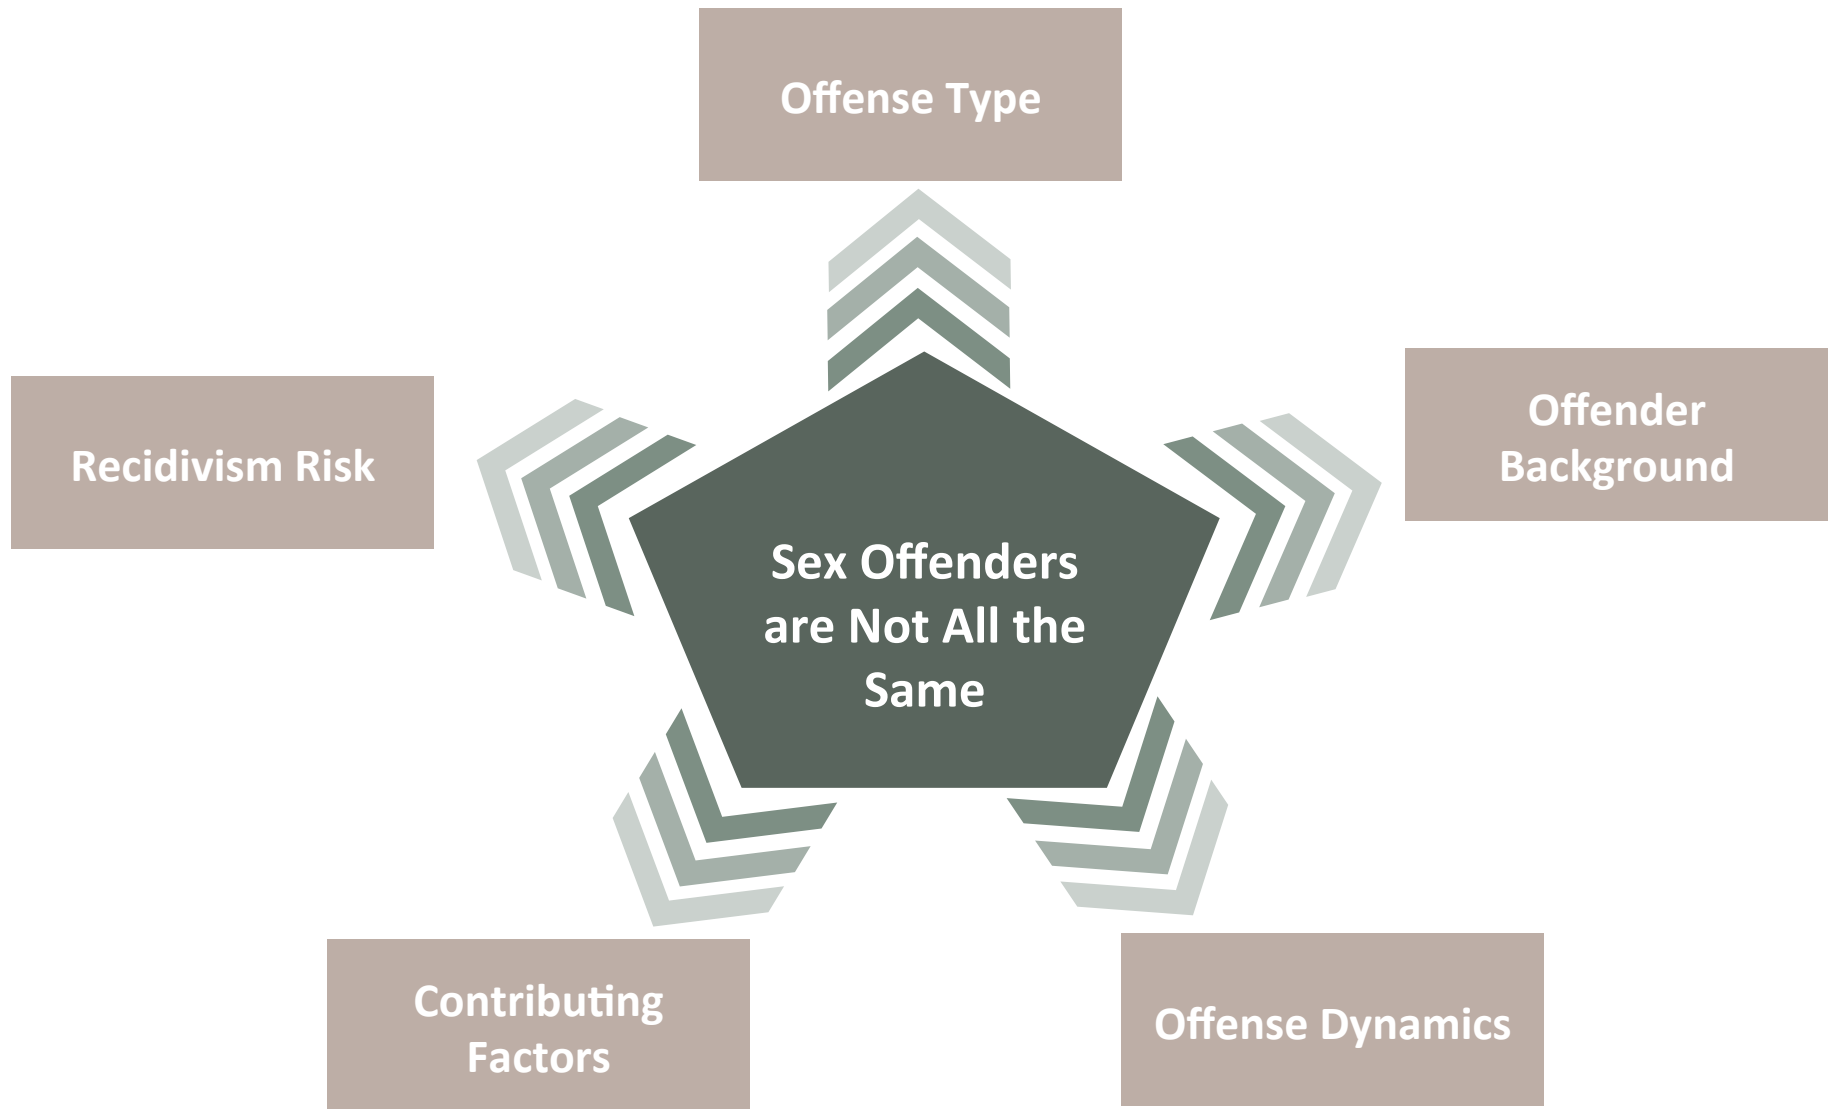 Offense Type
Offender
Background
Recidivism Risk
Sex Offenders
are Not All the
Same
Contributing
Factors
Offense Dynamics